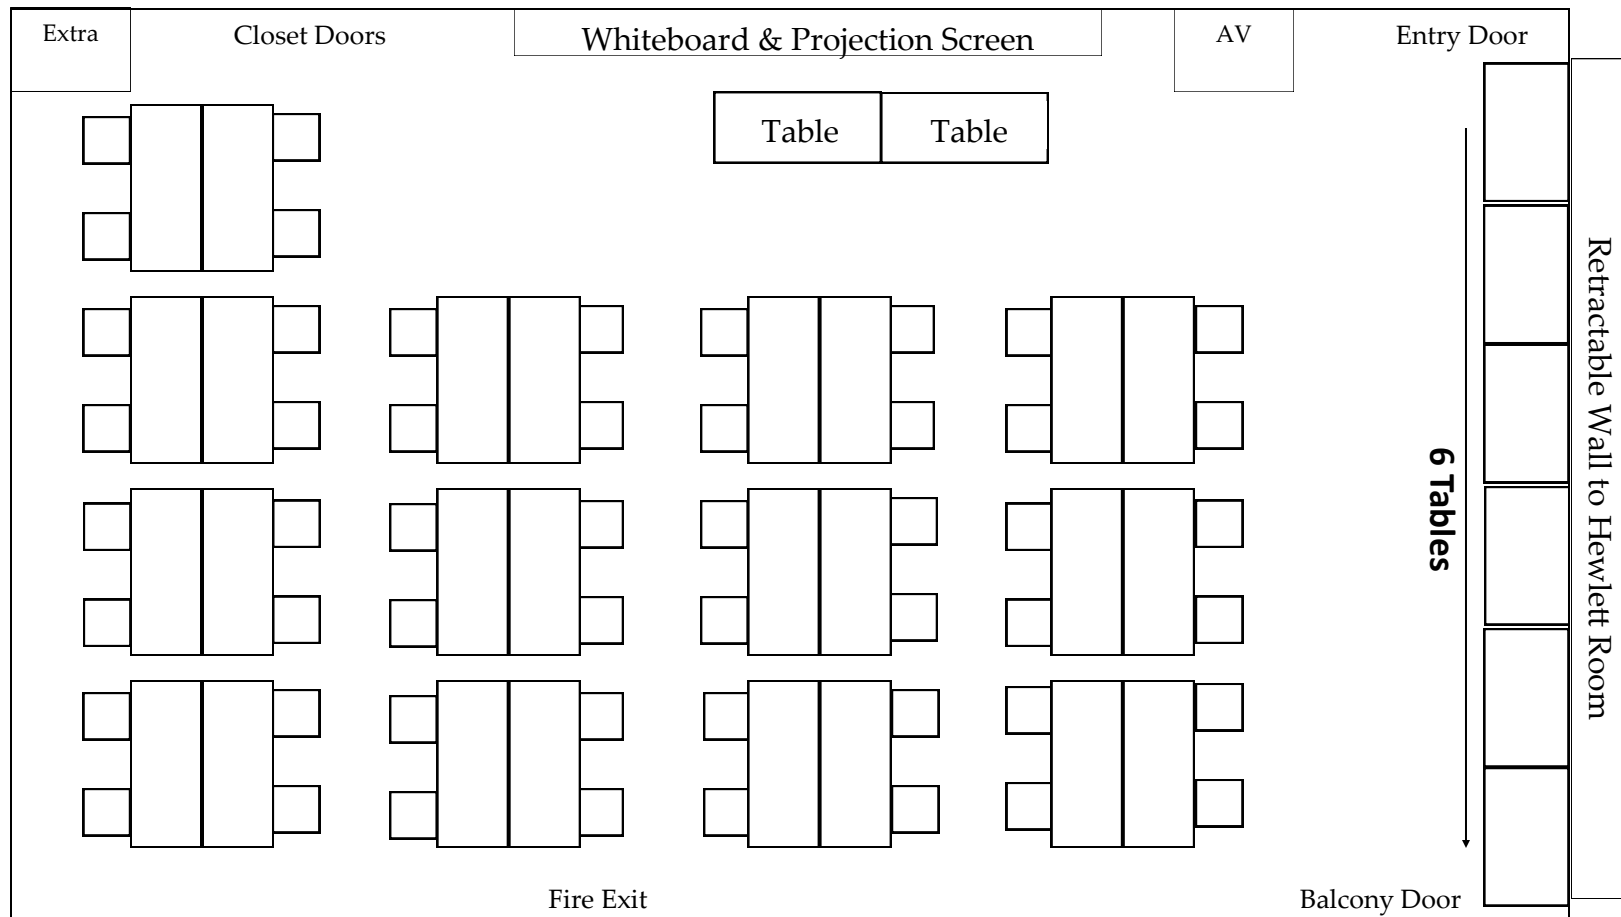 Extra
Closet Doors
Whiteboard & Projection Screen
AV
Entry Door
Table
Table
6 Tables
Retractable Wall to Hewlett Room
Fire Exit
Balcony Door